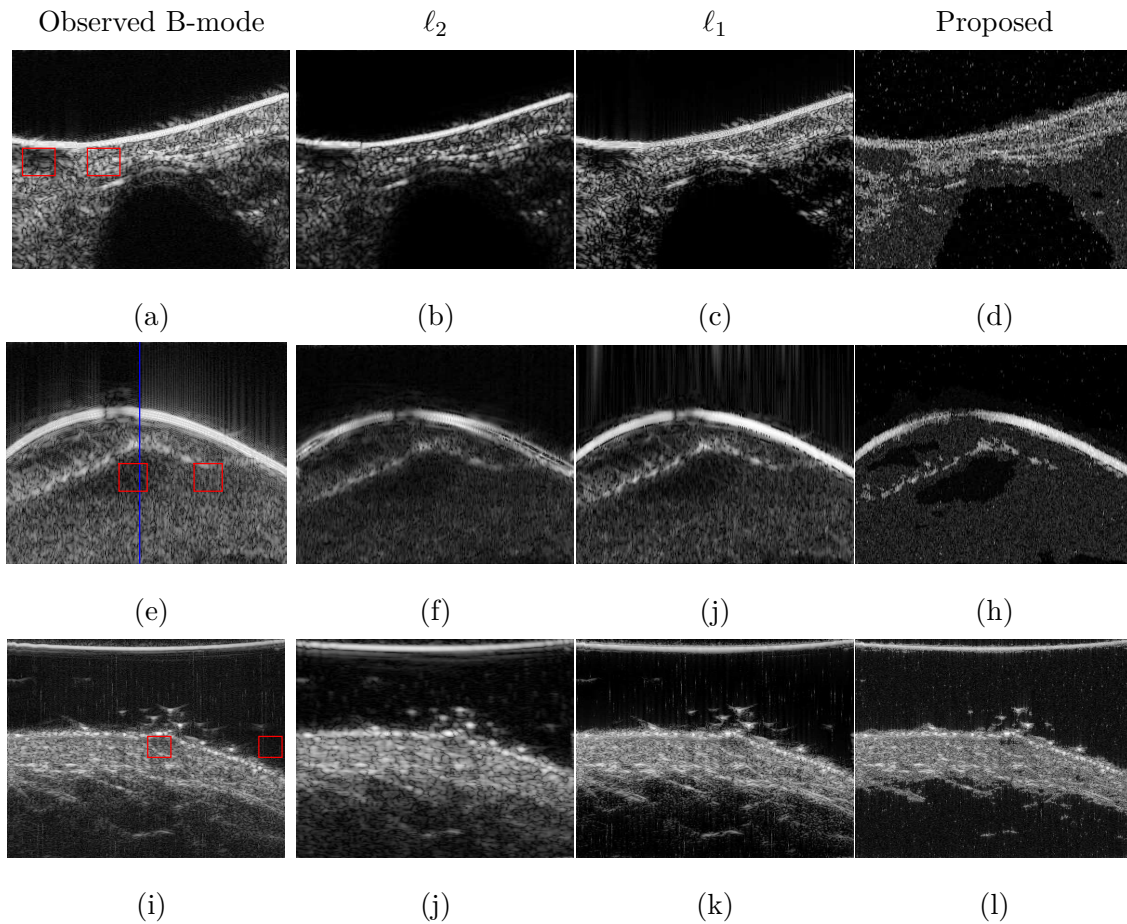 Observed B-mode ℓ2 ℓ1 Proposed
(a) (b) (c) (d)
(e) (f) (j) (h)
(i) (j) (k) (l)